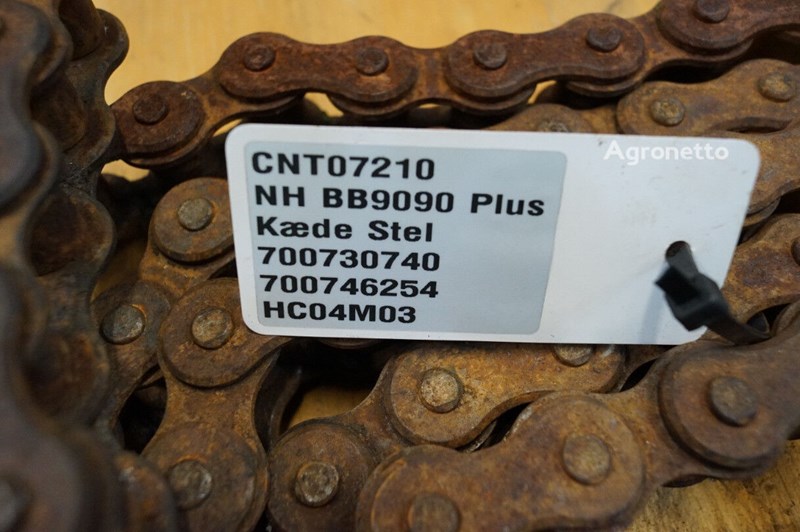 Agronetto
CNT07210
NH BB9090 Plus
Kæde Stel
700730740
700746254
HC04M03